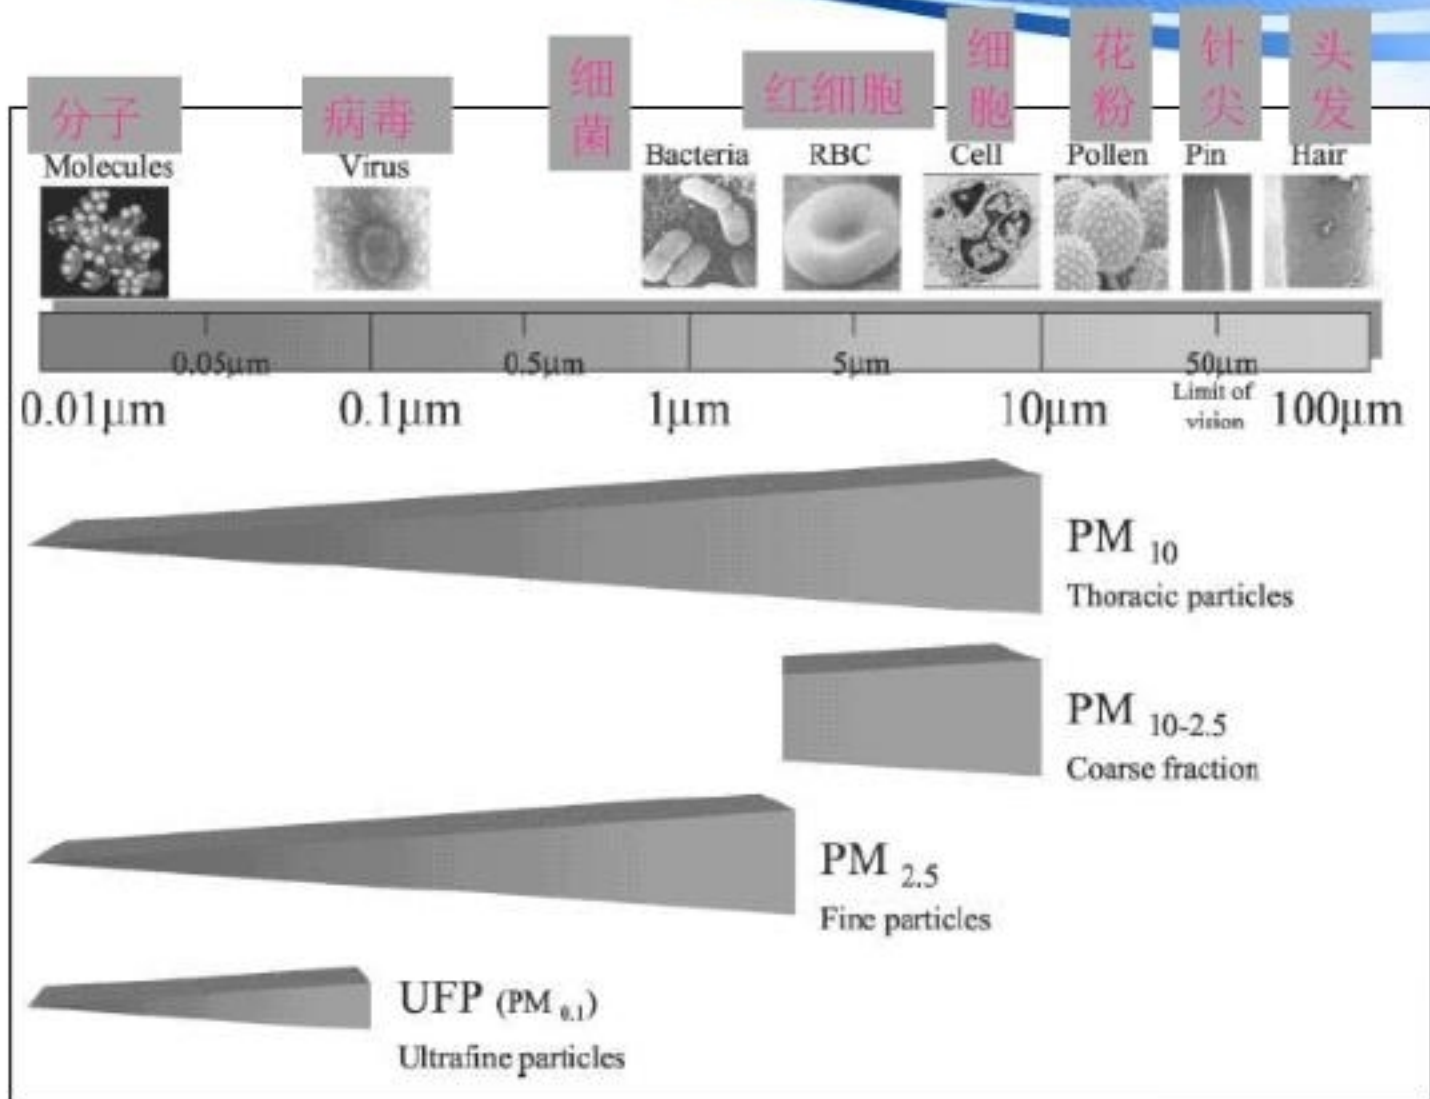 分子
病毒
细
菌
红细胞
细
胞
花
粉
针
尖
头
发
Molecules
Virus
Bacteria
RBC
Cell
Pollen
Pin
Hair
0.05μm
0.5μm
5μm
50μm
0.01μm
0.1μm
1μm
10μm
Limit of
vision
100μm
PM 10
Thoracic particles
PM 10-2.5
Coarse fraction
PM 2.5
Fine particles
UFP (PM 0.1)
Ultrafine particles